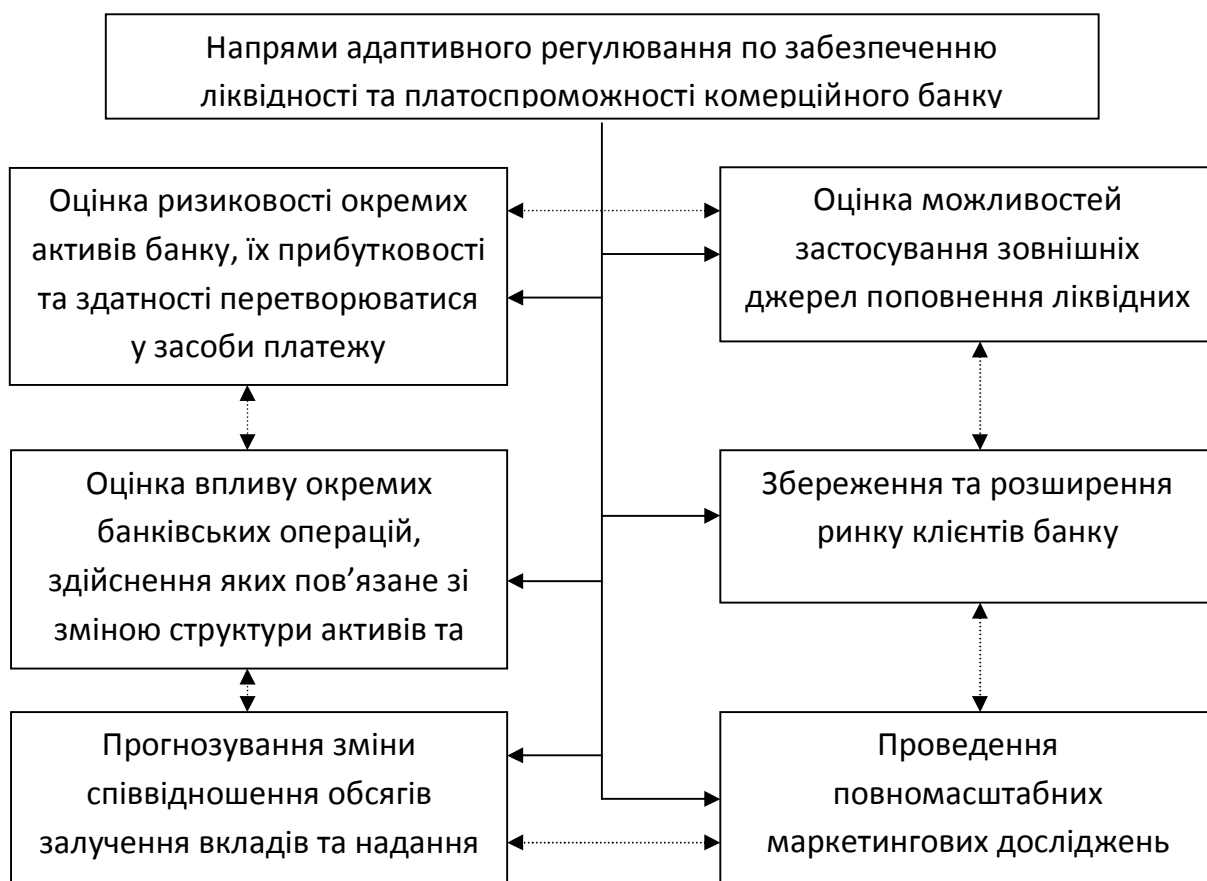 Напрями адаптивного регулювання по забезпеченню
ліквідності та платоспроможності комерційного банку
Оцінка ризиковості окремих
активів банку, їх прибутковості
та здатності перетворюватися
у засоби платежу
Оцінка можливостей
застосування зовнішніх
джерел поповнення ліквідних
Оцінка впливу окремих
банківських операцій,
здійснення яких пов’язане зі
зміною структури активів та
Збереження та розширення
ринку клієнтів банку
Прогнозування зміни
співвідношення обсягів
залучення вкладів та надання
Проведення
повномасштабних
маркетингових досліджень